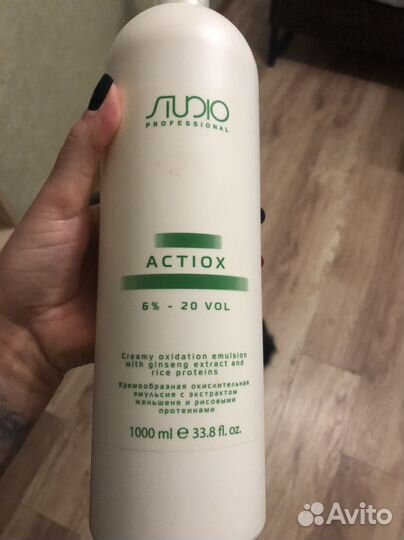 STUDIO
PROFESSIONAL
ACTIOX
6% - 20 VOL
Creamy oxidation emulsion
with ginseng extract and
rice proteins
Кремообразная окислительная
эмульсия с экстрактом
женьшеня и рисовыми
протеинами
1000 ml e 33.8 fl. oz.
Avito